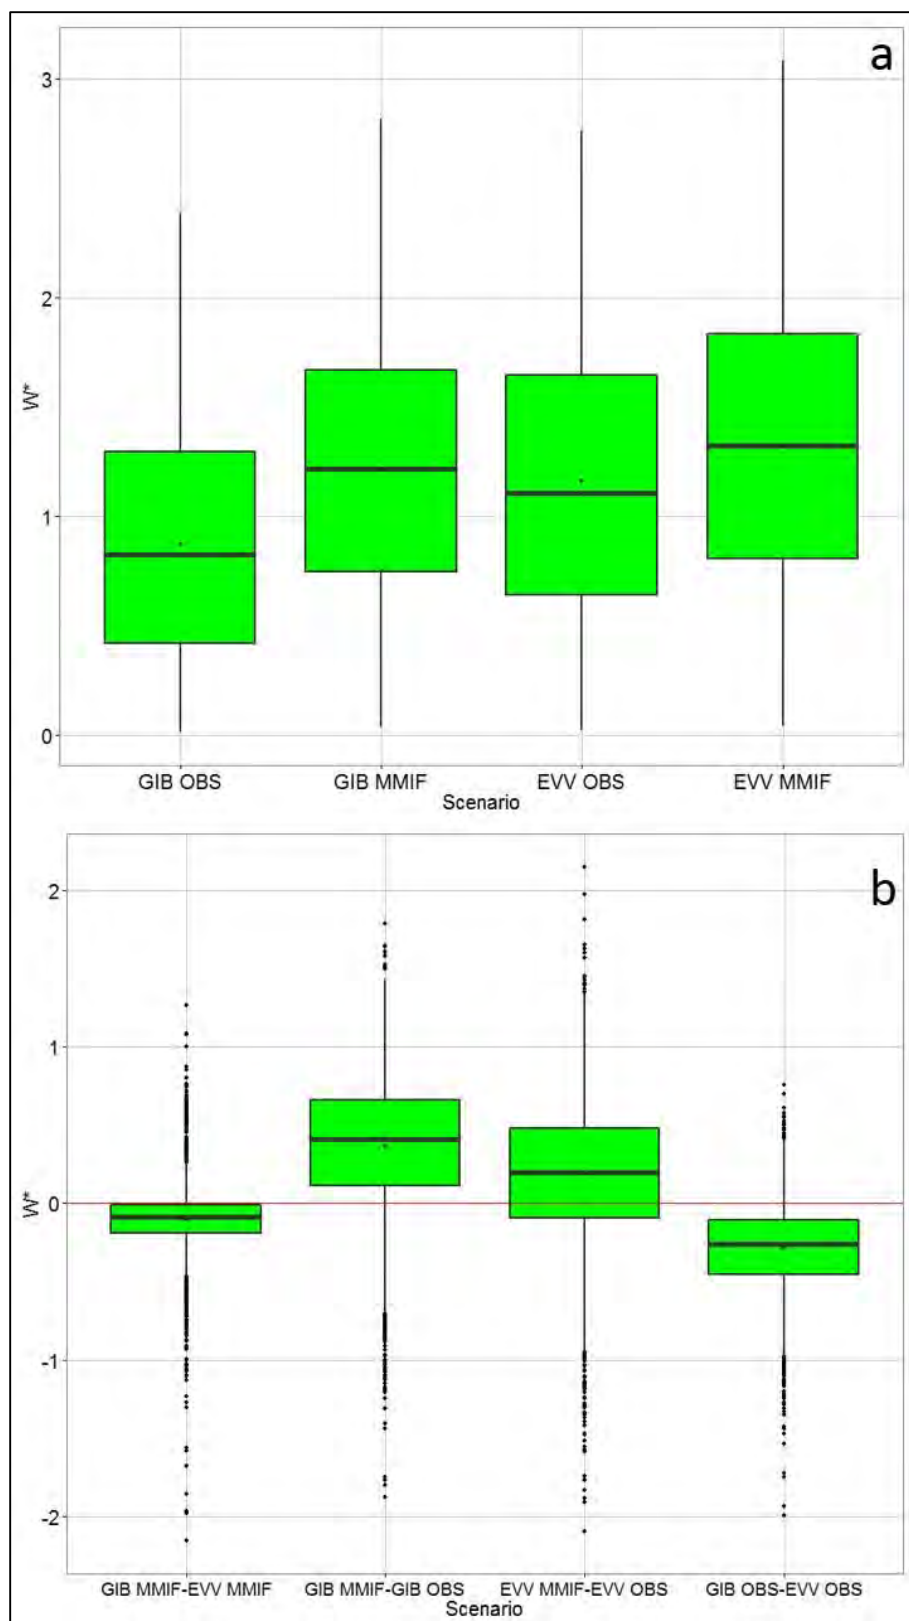 a
3
2
W*
1
0
GIB OBS GIB MMIF EVV OBS EVV MMIF
Scenario
b
2
1
W*
0
-1
-2
GIB MMIF-EVV MMIF GIB MMIF-GIB OBS EVV MMIF-EVV OBS GIB OBS-EVV OBS
Scenario